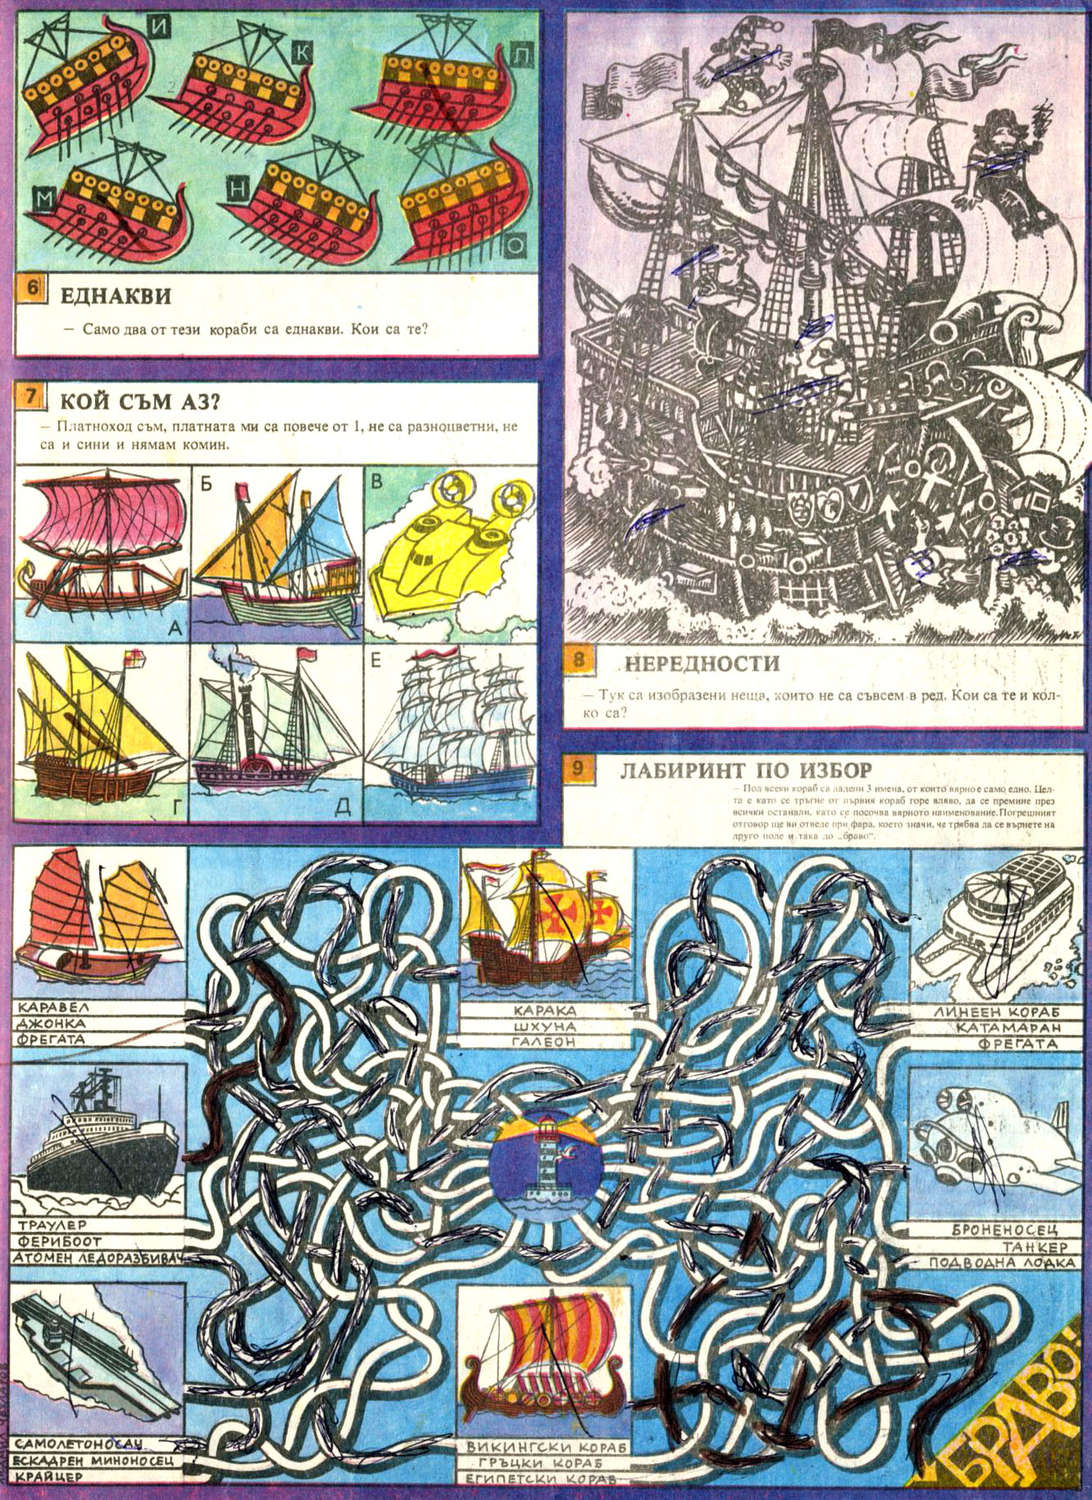 И
К
Л
М
Н
О
6 ЕДНАКВИ
— Само два от тези кораби са еднакви. Кои са те?
7 КОЙ СЪМ АЗ?
— Платноход съм, платната ми са повече от 1, не са разноцветни, не
са и сини и нямам комин.
А
Б
В
Г
Д
Е
8 НЕРЕДНОСТИ
— Тук са изобразени неща, които не са съвсем в ред. Кои са те и кол-
ко са?
9 ЛАБИРИНТ ПО ИЗБОР
— Под всеки кораб са дадени 3 имена, от които вярно е само едно. Цел-
та е като се тръгне от първия кораб горе вляво, да се премине през
всички останали, като се посочва вярното наименование. Погрешният
отговор ще ви отведе при фара, което значи, че трябва да се върнете на
друго поле и така до „браво“.
КАРАВЕЛ
ДЖОНКА
ФРЕГАТА
КАРАКА
ШХУНА
ГАЛЕОН
ЛИНЕЕН КОРАБ
КАТАМАРАН
ФРЕГАТА
ТРАУЛЕР
ФЕРИБООТ
АТОМЕН ЛЕДОРАЗБИВАЧ
БРОНЕНОСЕЦ
ТАНКЕР
ПОДВОДНА ЛОДКА
САМОЛЕТОНОСАЧ
ЕСКАДРЕН МИНОНОСЕЦ
КРАЙЦЕР
ВИКИНГСКИ КОРАБ
ГРЪЦКИ КОРАБ
ЕГИПЕТСКИ КОРАБ
БРАВО!